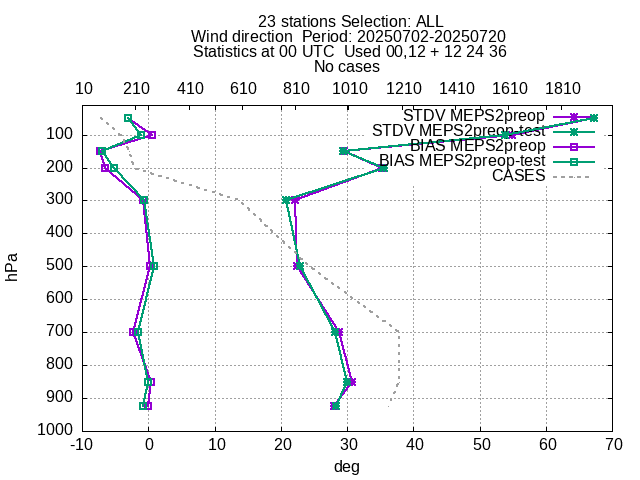 23 stations Selection: ALL
Wind direction  Period: 20250702-20250720
Statistics at 00 UTC  Used 00,12 + 12 24 36
No cases
10 210 410 610 810 1010 1210 1410 1610 1810
STDV MEPS2preop
STDV MEPS2preop-test
BIAS MEPS2preop
BIAS MEPS2preop-test
CASES
100
200
300
400
500
600
700
800
900
1000
hPa
-10 0 10 20 30 40 50 60 70
deg